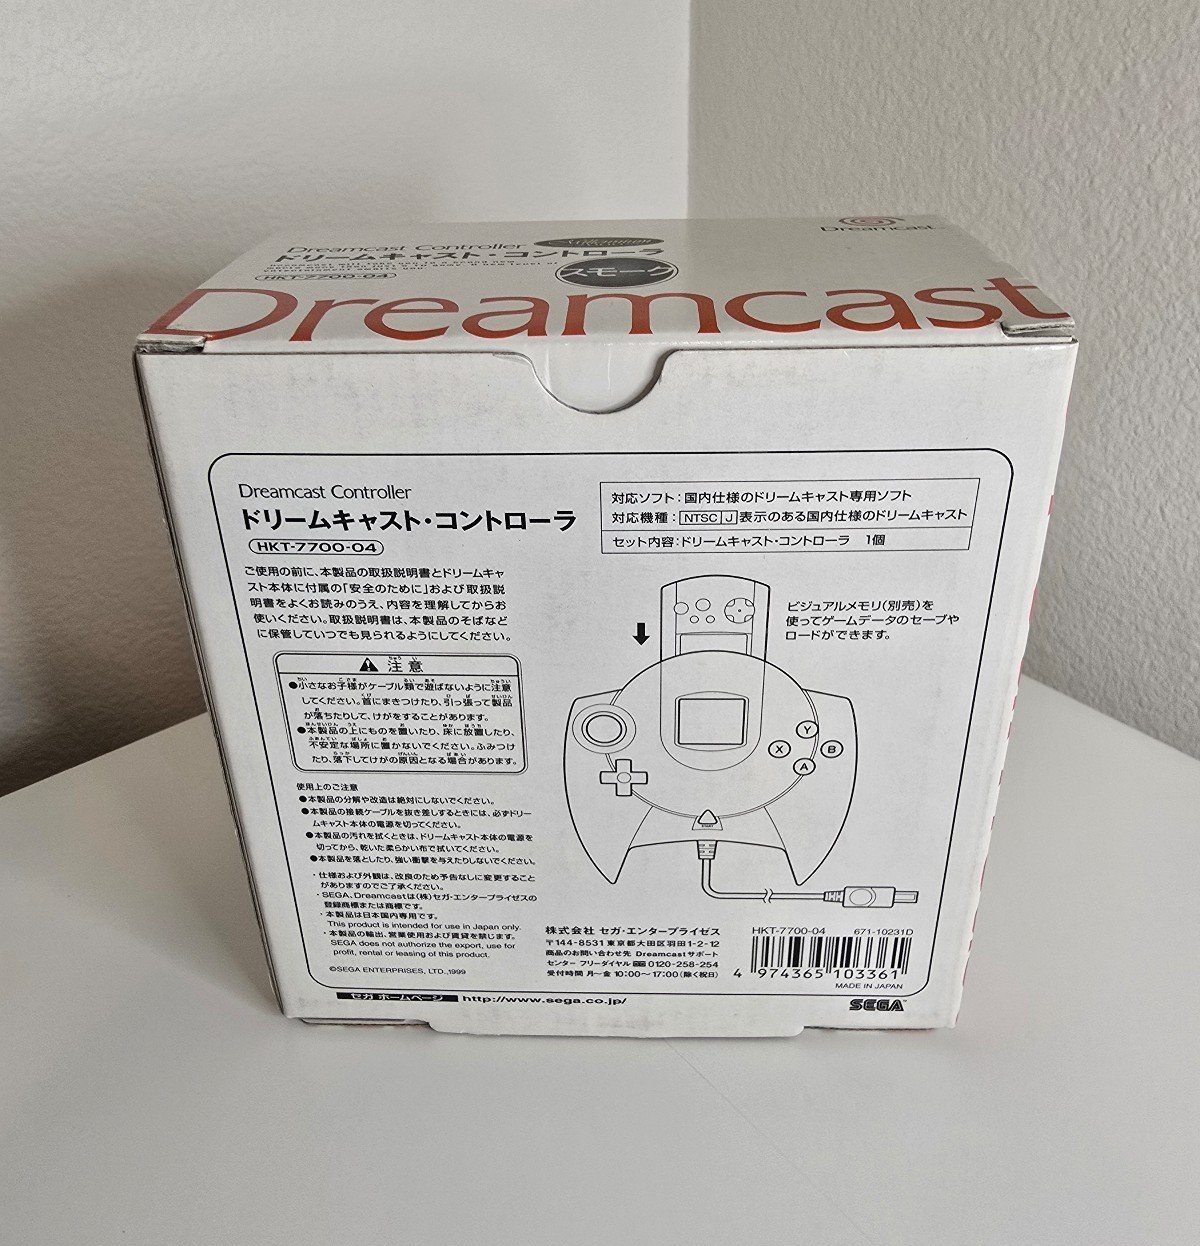 Dreamcast
Dreamcast Controller
Millennium
ドリームキャスト・コントローラ
スモーク
HKT-7700-04
Dreamcast
Dreamcast Controller
ドリームキャスト・コントローラ
HKT-7700-04
ご使用の前に、本製品の取扱説明書とドリームキャ
スト本体に付属の「安全のために」および取扱説
明書をよくお読みのうえ、内容を理解してからお
使いください。取扱説明書は、本製品のそばなど
に保管していつでも見られるようにしてください。
注意
●小さなお子様がケーブル類で遊ばないように注意
してください。首にまきつけたり、引っ張って製品
が落ちたりして、けがをすることがあります。
●本製品の上にものを置いたり、床に放置したり、
不安定な場所に置かないでください。ふみつけ
たり、落下してけがの原因となる場合があります。
使用上のご注意
●本製品の分解や改造は絶対にしないでください。
●本製品の接続ケーブルを抜き差しするときには、必ずドリー
ムキャスト本体の電源を切ってください。
●本製品の汚れを拭くときは、ドリームキャスト本体の電源を
切ってから、乾いた柔らかい布で拭いてください。
●本製品を落としたり、強い衝撃を与えたりしないでください。
・仕様および外観は、改良のため予告なしに変更すること
がありますのでご了承ください。
・SEGA、Dreamcastは(株)セガ・エンタープライゼスの
登録商標または商標です。
・本製品は日本国内専用です。
This product is intended for use in Japan only.
・本製品の輸出、営業使用および賃貸を禁じます。
SEGA does not authorize the export, use for
profit, rental or leasing of this product.
©SEGA ENTERPRISES, LTD.,1999
対応ソフト：国内仕様のドリームキャスト専用ソフト
対応機種：NTSC J 表示のある国内仕様のドリームキャスト
セット内容：ドリームキャスト・コントローラ 1個
ビジュアルメモリ(別売)を
使ってゲームデータのセーブや
ロードができます。
Y
X
B
A
START
株式会社 セガ・エンタープライゼス
〒144-8531 東京都大田区羽田1-2-12
商品のお問い合わせ先 Dreamcastサポート
センター フリーダイヤル 0120-258-254
受付時間 月〜金 10:00〜17:00(除く祝日)
HKT-7700-04 671-10231D
4 974365 103361
MADE IN JAPAN
セガ ホームページ http://www.sega.co.jp/
SEGA